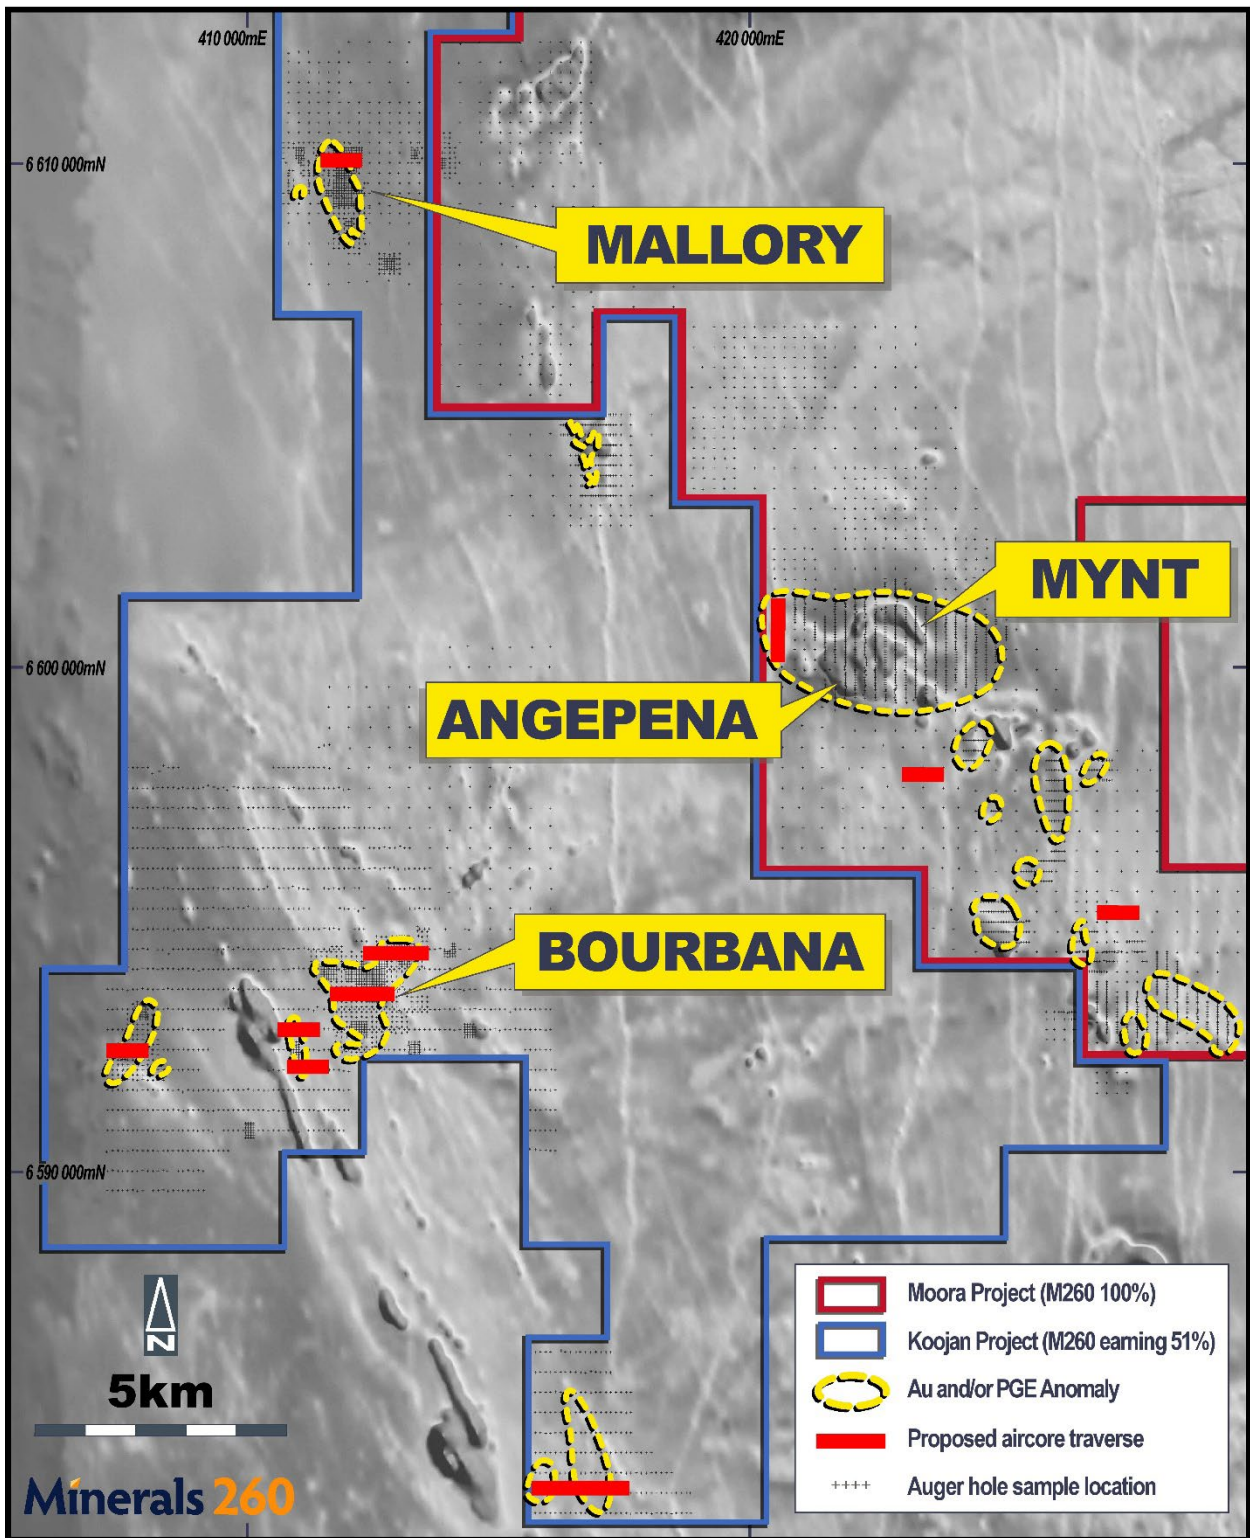 410 000mE
420 000mE
6 610 000mN
MALLORY
MYNT
6 600 000mN
ANGEPENA
BOURBANA
6 590 000mN
N
5km
Minerals 260
Moora Project (M260 100%)
Koojan Project (M260 earning 51%)
Au and/or PGE Anomaly
Proposed aircore traverse
Auger hole sample location